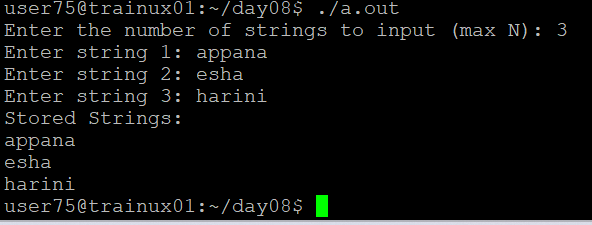 user75@trainux01:~/day08$ ./a.out
Enter the number of strings to input (max N): 3
Enter string 1: appana
Enter string 2: esha
Enter string 3: harini
Stored Strings:
appana
esha
harini
user75@trainux01:~/day08$